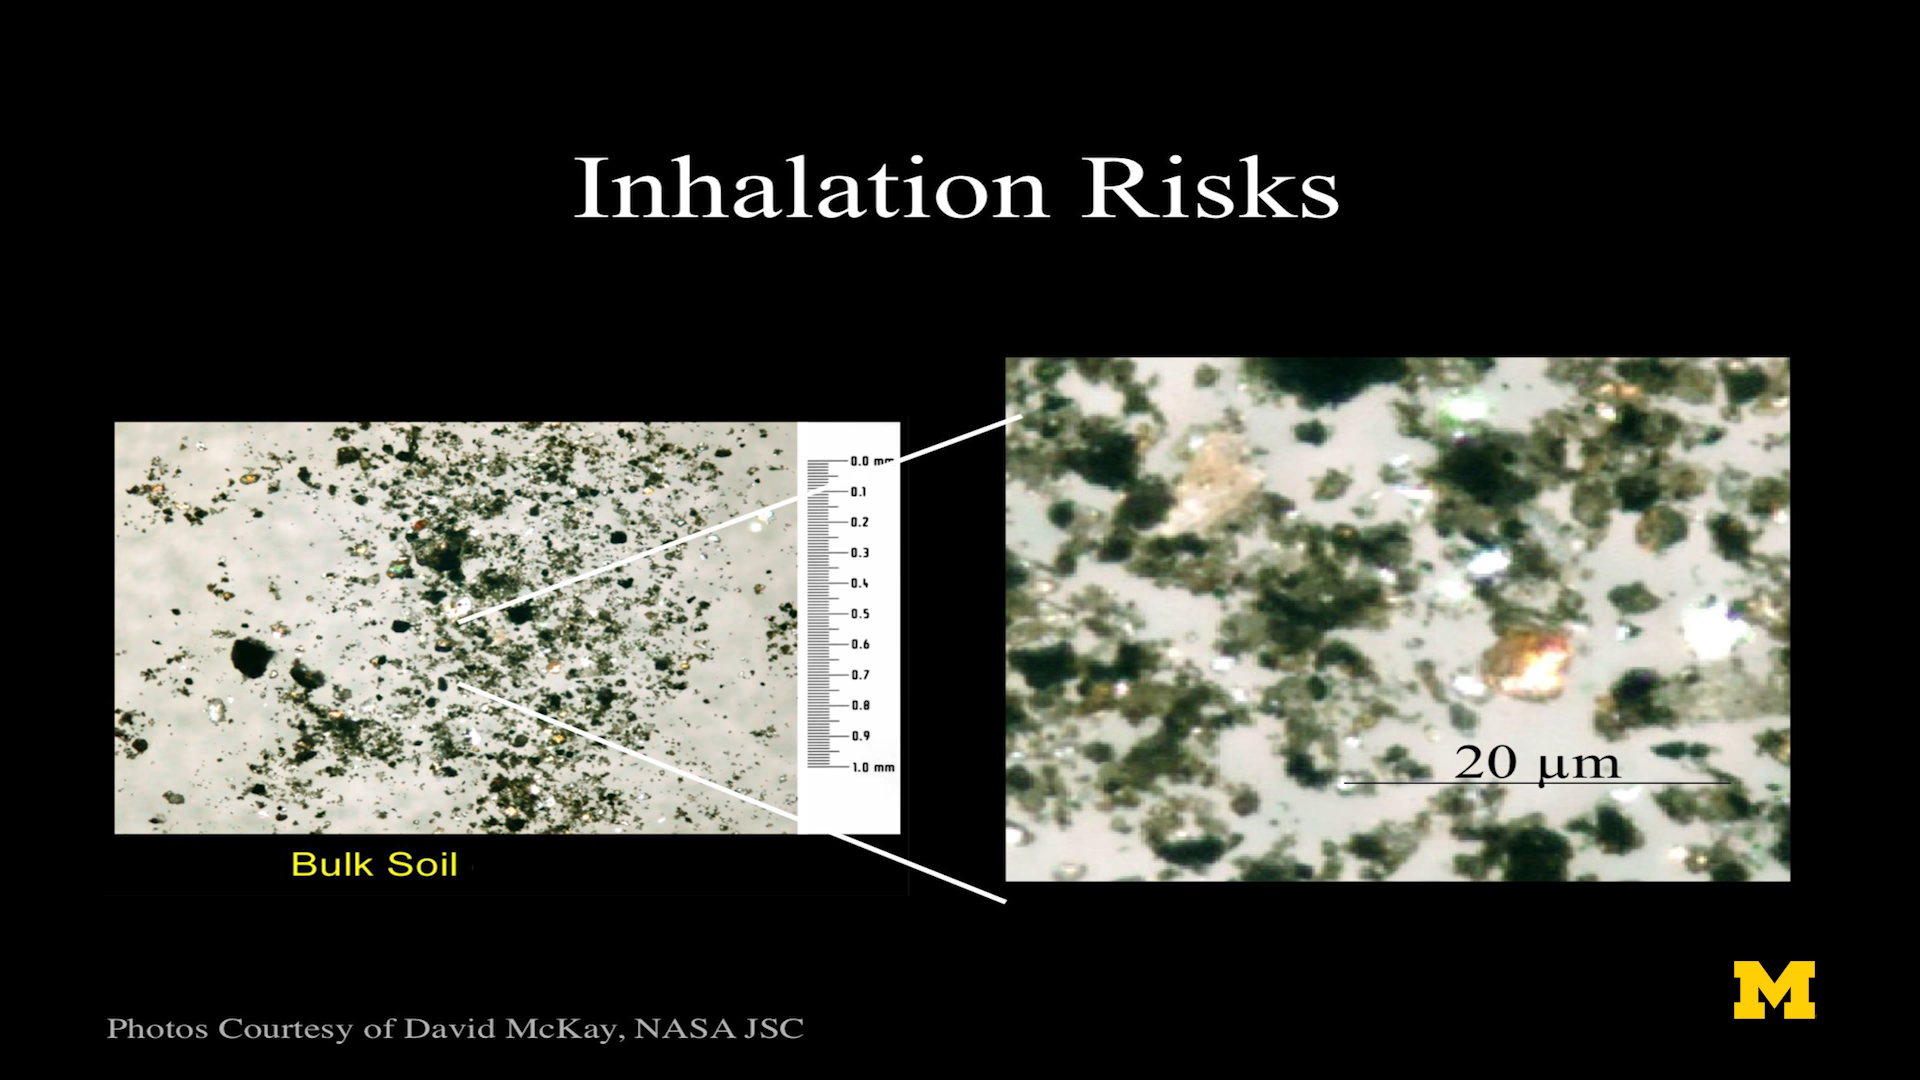 Inhalation Risks
0.0 mm
0.1
0.2
0.3
0.4
0.5
0.6
0.7
0.8
0.9
1.0 mm
20 μm
Bulk Soil
M
Photos Courtesy of David McKay, NASA JSC